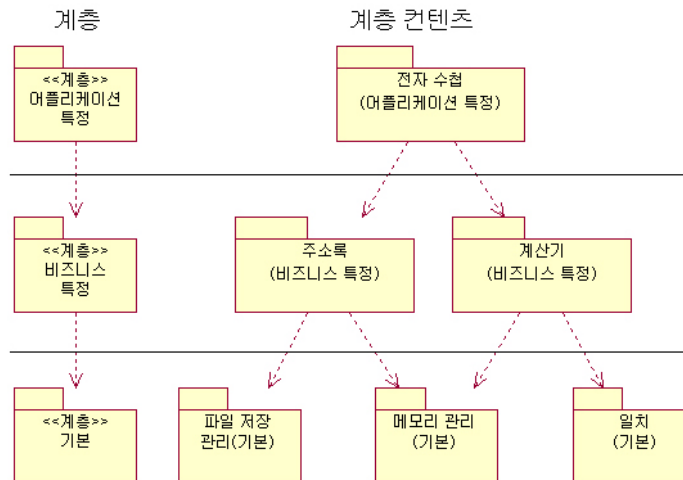 계층
계층 컨텐츠
<<계층>>
어플리케이션
특정
전자 수첩
(어플리케이션 특정)
<<계층>>
비즈니스
특정
주소록
(비즈니스 특정)
계산기
(비즈니스 특정)
<<계층>>
기본
파일 저장
관리(기본)
메모리 관리
(기본)
일치
(기본)